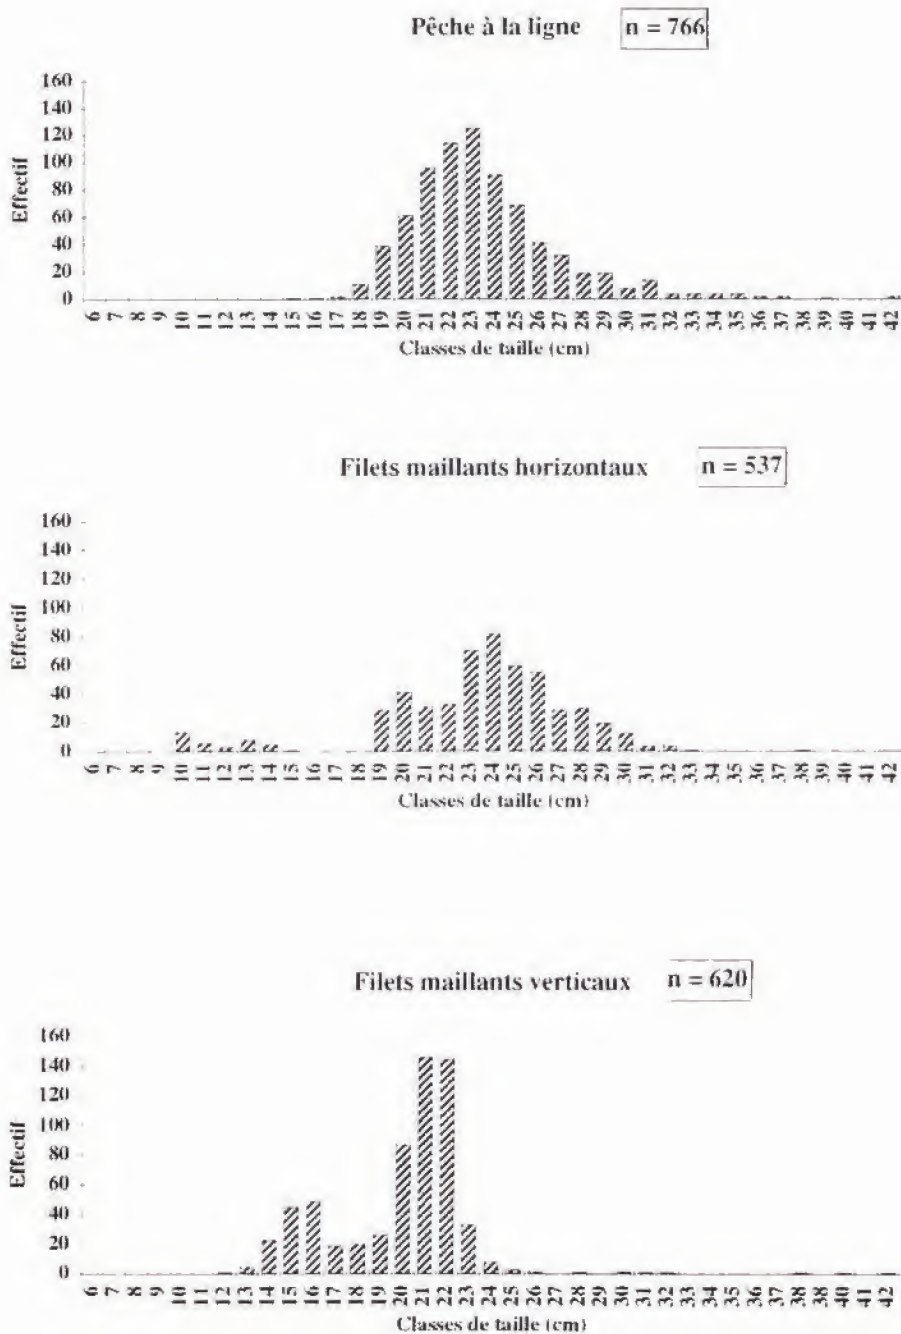 Pêche à la ligne n = 766
160
140
120
100
80
60
40
20
0
Effectif
6 7 8 9 10 11 12 13 14 15 16 17 18 19 20 21 22 23 24 25 26 27 28 29 30 31 32 33 34 35 36 37 38 39 40 41 42
Classes de taille (cm)
Filets maillants horizontaux n = 537
160
140
120
100
80
60
40
20
0
Effectif
6 7 8 9 10 11 12 13 14 15 16 17 18 19 20 21 22 23 24 25 26 27 28 29 30 31 32 33 34 35 36 37 38 39 40 41 42
Classes de taille (cm)
Filets maillants verticaux n = 620
160
140
120
100
80
60
40
20
0
Effectif
6 7 8 9 10 11 12 13 14 15 16 17 18 19 20 21 22 23 24 25 26 27 28 29 30 31 32 33 34 35 36 37 38 39 40 41 42
Classes de taille (cm)